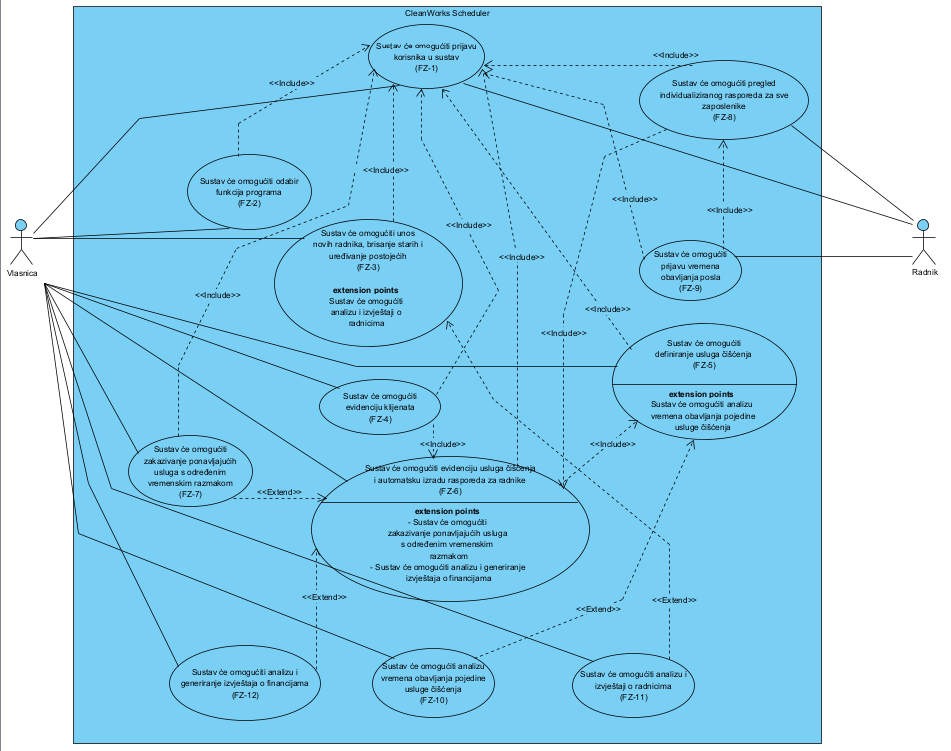 CleanWorks Scheduler
Sustav će omogućiti prijavu
korisnika u sustav
(FZ-1)
<<Include>>
<<Include>>
Sustav će omogućiti pregled
individualiziranog rasporeda za sve
zaposlenike
(FZ-8)
<<Include>>
Sustav će omogućiti odabir
funkcija programa
(FZ-2)
<<Include>>
<<Include>>
<<Include>>
Sustav će omogućiti unos
novih radnika, brisanje starih i
uređivanje postojećih
(FZ-3)
extension points
Sustav će omogućiti
analizu i izvještaji o
radnicima
<<Include>>
<<Include>>
Sustav će omogućiti
prijavu vremena
obavljanja posla
(FZ-9)
Vlasnica
Radnik
<<Include>>
<<Include>>
<<Include>>
Sustav će omogućiti
definiranje usluga čišćenja
(FZ-5)
extension points
Sustav će omogućiti analizu
vremena obavljanja pojedine
usluge čišćenja
Sustav će omogućiti
evidenciju klijenata
(FZ-4)
<<Include>>
<<Include>>
Sustav će omogućiti
zakazivanje ponavljajućih
usluga s određenim
vremenskim razmakom
(FZ-7)
<<Extend>>
Sustav će omogućiti evidenciju usluga čišćenja
i automatsku izradu rasporeda za radnike
(FZ-6)
extension points
- Sustav će omogućiti
zakazivanje ponavljajućih usluga
s određenim vremenskim
razmakom
- Sustav će omogućiti analizu i generiranje
izvještaja o financijama
<<Extend>>
<<Extend>>
<<Extend>>
Sustav će omogućiti analizu i
generiranje izvještaja o financijama
(FZ-12)
Sustav će omogućiti analizu
vremena obavljanja pojedine
usluge čišćenja
(FZ-10)
Sustav će omogućiti analizu i
izvještaji o radnicima
(FZ-11)